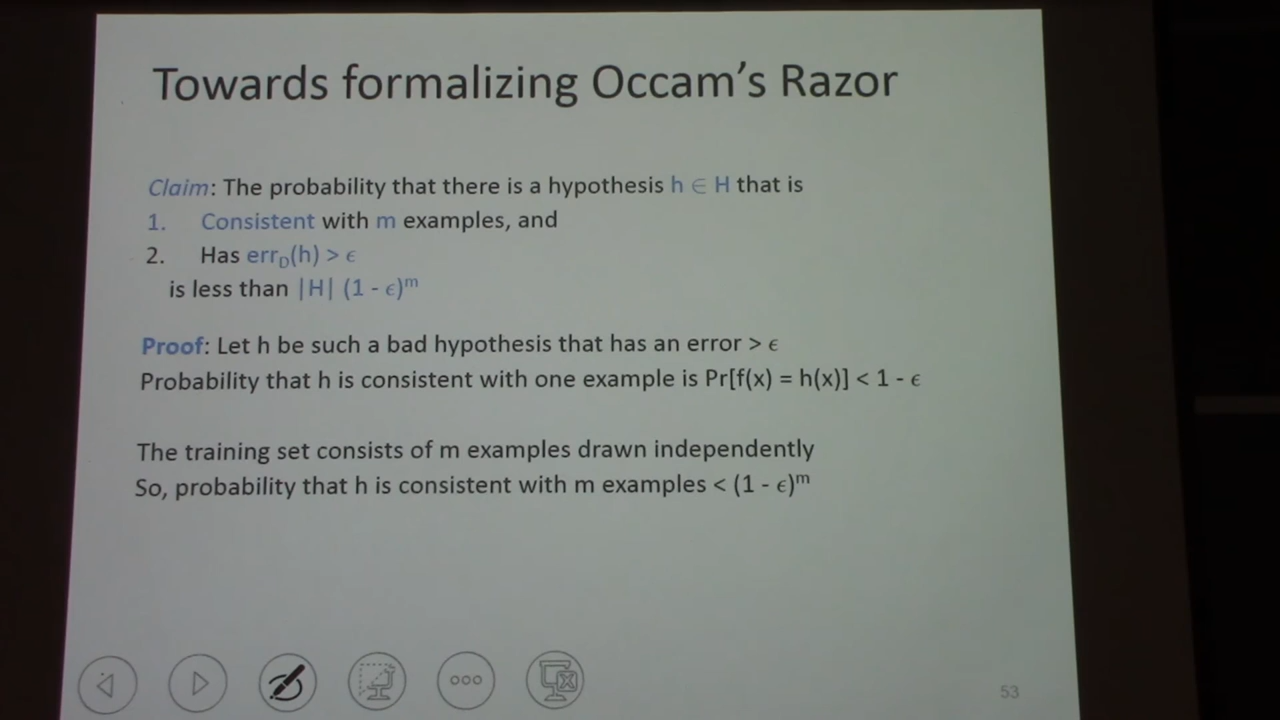 Towards formalizing Occam's Razor
Claim: The probability that there is a hypothesis h ∈ H that is
1. Consistent with m examples, and
2. Has err_D(h) > ϵ
is less than |H| (1 - ϵ)^m
Proof: Let h be such a bad hypothesis that has an error > ϵ
Probability that h is consistent with one example is Pr[f(x) = h(x)] < 1 - ϵ
The training set consists of m examples drawn independently
So, probability that h is consistent with m examples < (1 - ϵ)^m
53